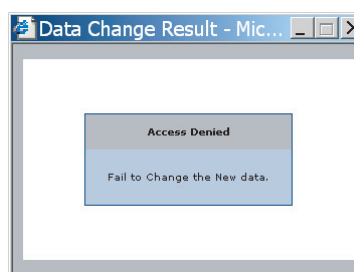 Data Change Result - Mic...
Access Denied
Fail to Change the New data.